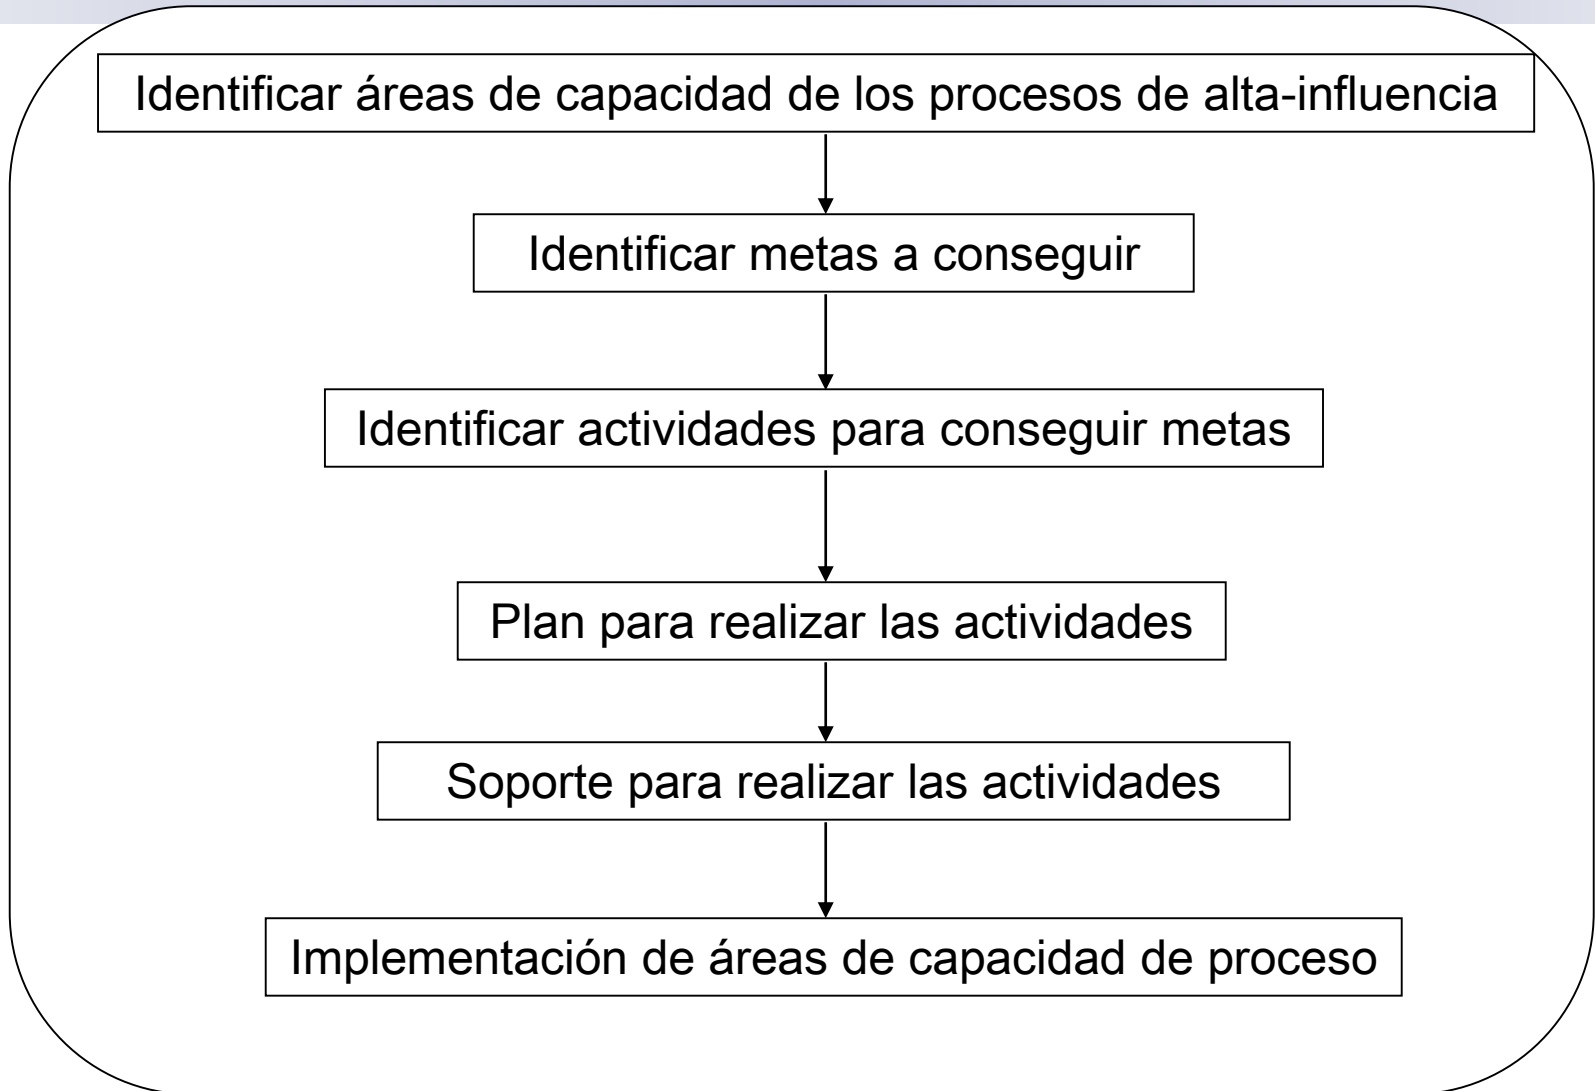 Identificar áreas de capacidad de los procesos de alta-influencia
Identificar metas a conseguir
Identificar actividades para conseguir metas
Plan para realizar las actividades
Soporte para realizar las actividades
Implementación de áreas de capacidad de proceso